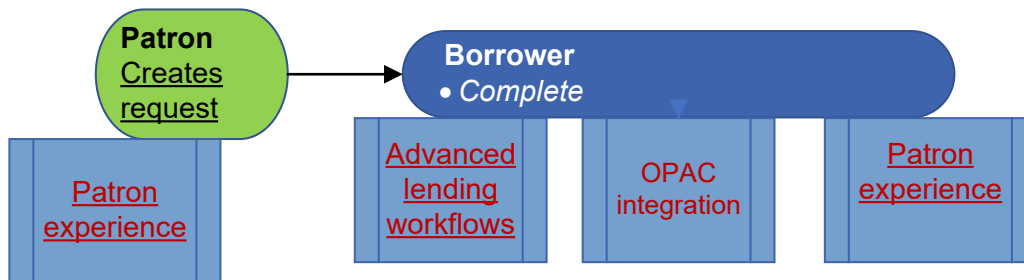 Patron
Creates
request
Borrower
• Complete
Patron
experience
Advanced
lending
workflows
OPAC
integration
Patron
experience